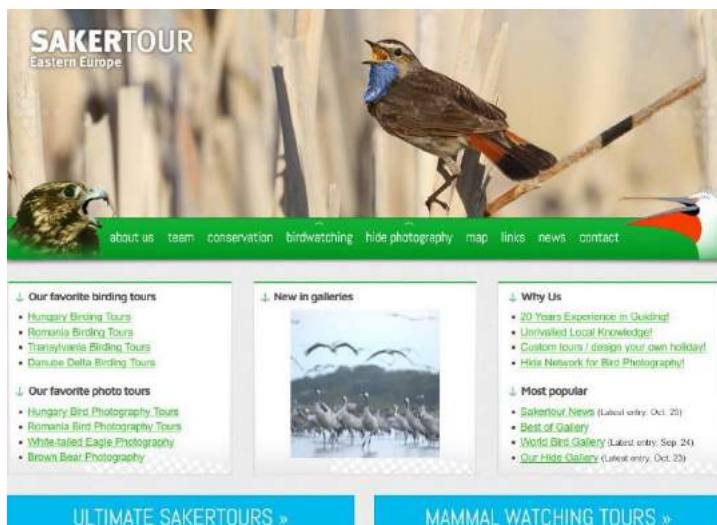 SAKERTOUR
Eastern Europe
about us team conservation birdwatching hide photography map links news contact
Our favorite birding tours
Hungary Birding Tours
Romania Birding Tours
Transylvania Birding Tours
Danube Delta Birding Tours
Our favorite photo tours
Hungary Bird Photography Tours
Romania Bird Photography Tours
White-tailed Eagle Photography
Brown Bear Photography
New in galleries
Why Us
20 Years Experience in Guiding!
Unrivalled Local Knowledge!
Custom tours / design your own holiday!
Hide Network for Bird Photography!
Most popular
Sakertour News (Latest entry: Oct. 25)
Best of Gallery
World Bird Gallery (Latest entry: Sep. 24)
Our Hide Gallery (Latest entry: Oct. 23)
ULTIMATE SAKERTOURS »
MAMMAL WATCHING TOURS »